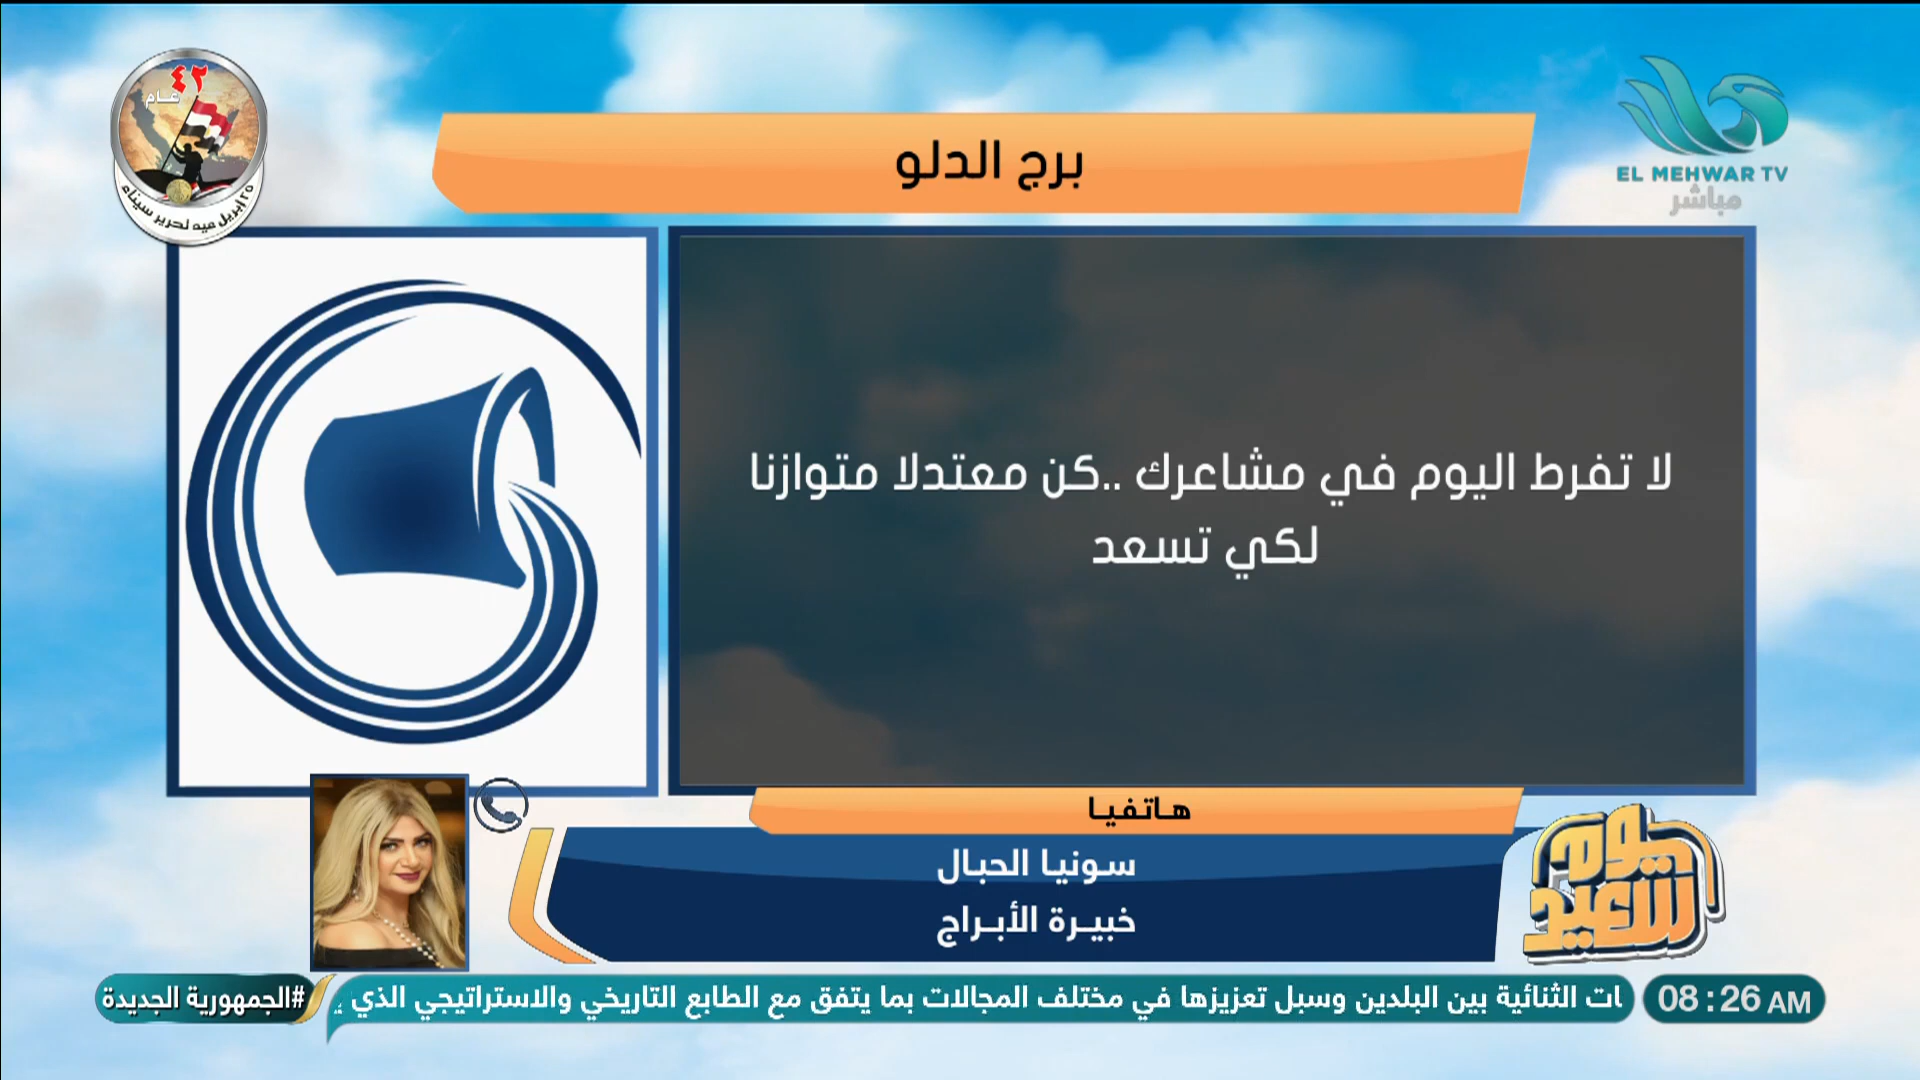 ٤٢
عام
٢٥ ابريل عيد تحرير سيناء
EL MEHWAR TV
مباشر
برج الدلو
لا تفرط اليوم في مشاعرك ..كن معتدلا متوازنا
لكي تسعد
هاتفيا
سونيا الحبال
خبيرة الأبراج
يوم
سعيد
#الجمهورية الجديدة
ات الثنائية بين البلدين وسبل تعزيزها في مختلف المجالات بما يتفق مع الطابع التاريخي والاستراتيجي الذي
08:26 AM